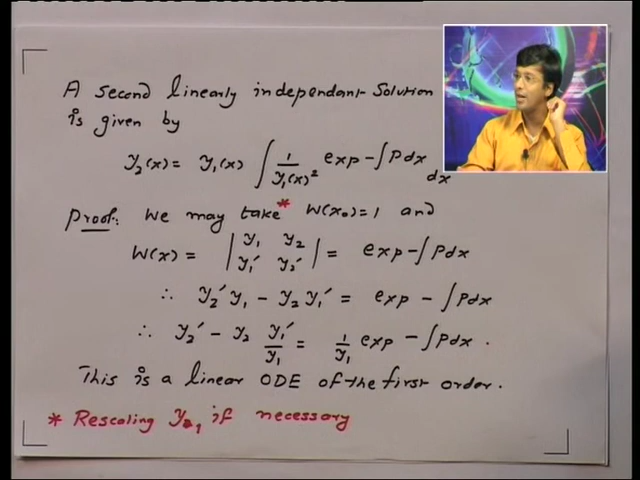 A second linearly independant Solution
is given by
y₂(x) = y₁(x) ∫ 1/y₁(x)² exp - ∫ Pdx dx
Proof: We may take * W(x₀) = 1 and
W(x) = | y₁ y₂ y₁′ y₂′ | = exp - ∫ Pdx
∴ y₂′ y₁ - y₂ y₁′ = exp - ∫ Pdx
∴ y₂′ - y₂ y₁′/y₁ = 1/y₁ exp - ∫ Pdx .
This is a linear ODE of the first order.
* Rescaling y₁ if necessary